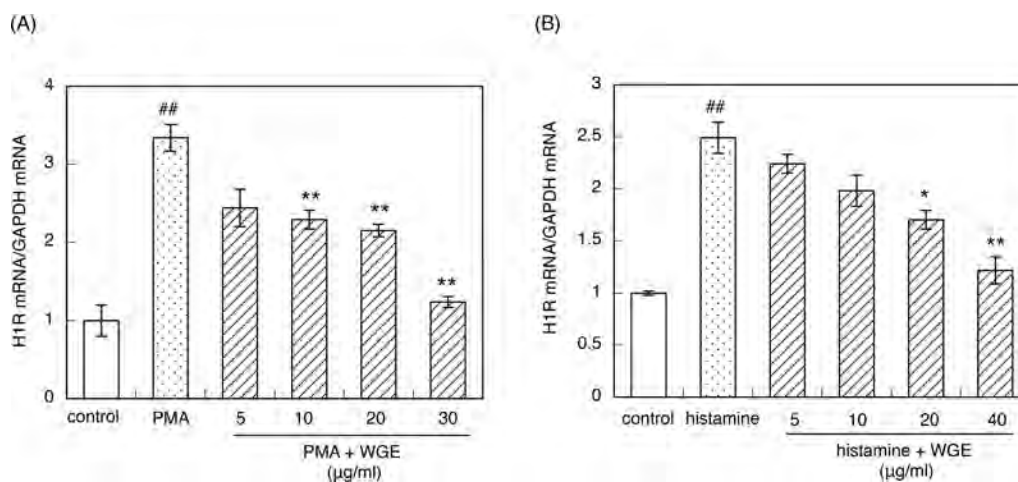 (A)
H1R mRNA/GAPDH mRNA
4
3
2
1
0
##
**
**
**
control PMA 5 10 20 30
PMA + WGE
(μg/ml)
(B)
H1R mRNA/GAPDH mRNA
3
2.5
2
1.5
1
0.5
0
##
*
**
control histamine 5 10 20 40
histamine + WGE
(μg/ml)